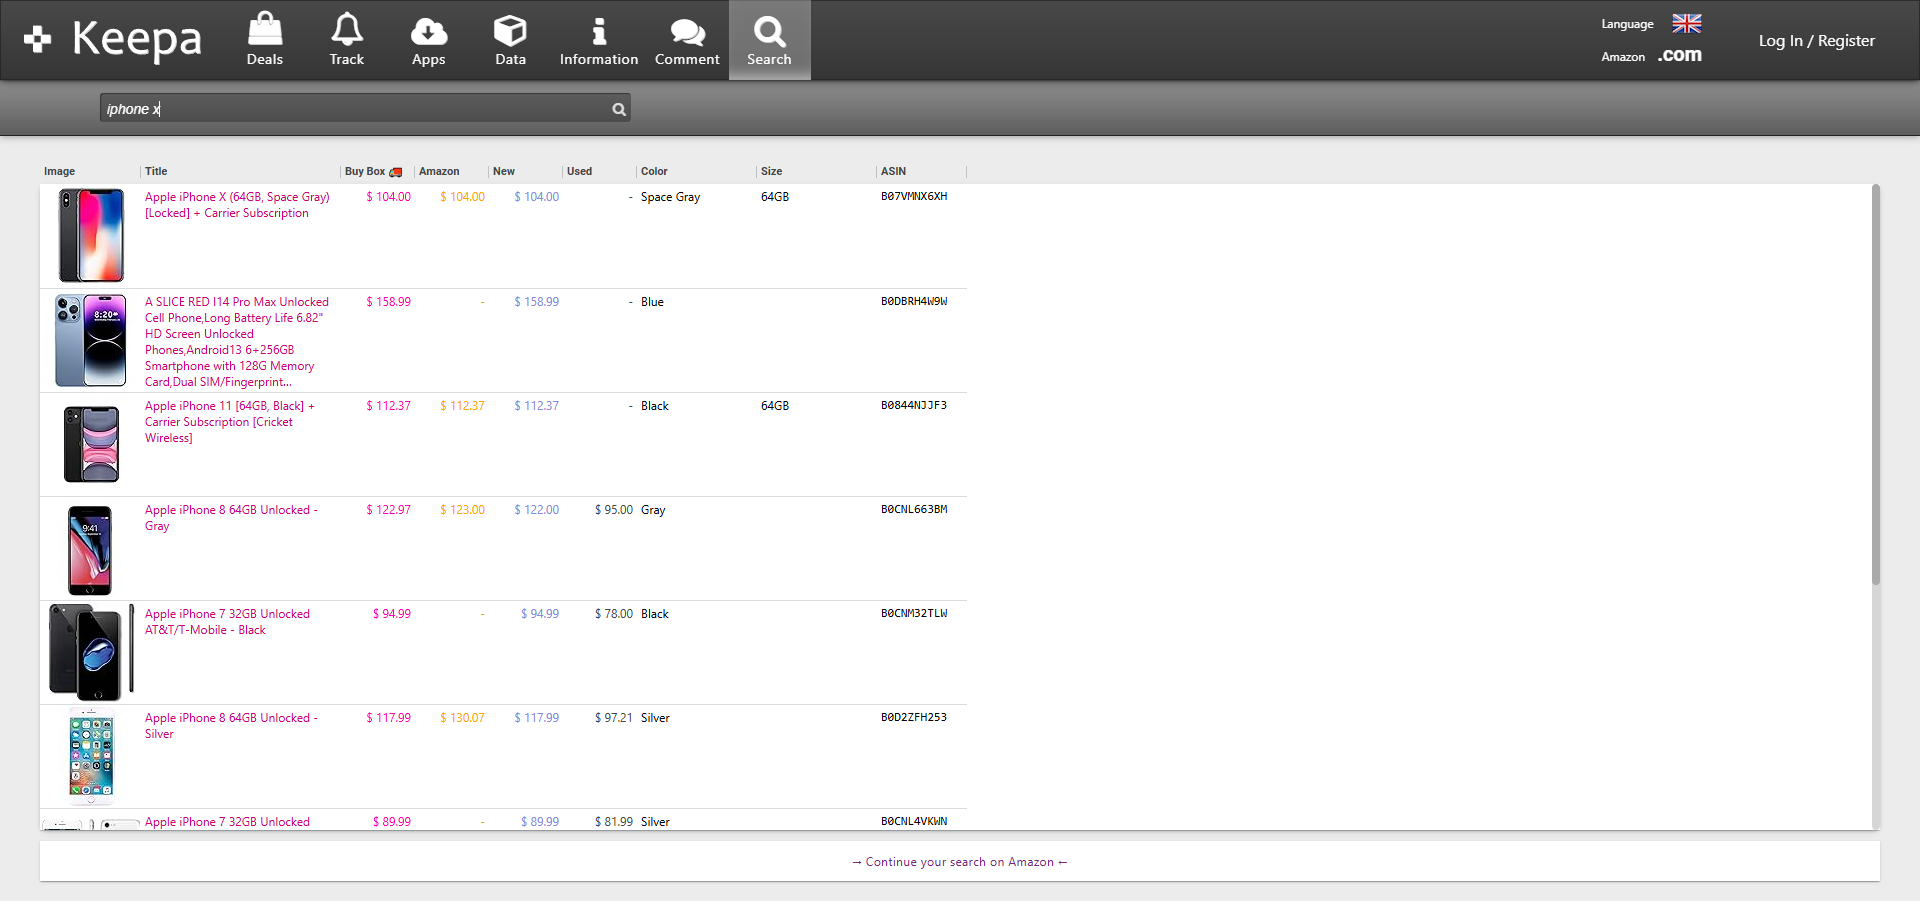 Keepa
Deals
Track
Apps
Data
Information
Comment
Search
Language
Amazon .com
Log In / Register
iphone x
Image Title Buy Box Amazon New Used Color Size ASIN
Apple iPhone X (64GB, Space Gray) $ 104.00 $ 104.00 $ 104.00 - Space Gray 64GB B07VMNX6XH
[Locked] + Carrier Subscription
A SLICE RED I14 Pro Max Unlocked $ 158.99 - $ 158.99 - Blue B0DBRH4W9W
Cell Phone,Long Battery Life 6.82"
HD Screen Unlocked
Phones,Android13 6+256GB
Smartphone with 128G Memory
Card,Dual SIM/Fingerprint...
8:20
Apple iPhone 11 [64GB, Black] + $ 112.37 $ 112.37 $ 112.37 - Black 64GB B0844NJJF3
Carrier Subscription [Cricket
Wireless]
Apple iPhone 8 64GB Unlocked - $ 122.97 $ 123.00 $ 122.00 $ 95.00 Gray B0CNL663BM
Gray
9:41
Apple iPhone 7 32GB Unlocked $ 94.99 - $ 94.99 $ 78.00 Black B0CNM32TLW
AT&T/T-Mobile - Black
Apple iPhone 8 64GB Unlocked - $ 117.99 $ 130.07 $ 117.99 $ 97.21 Silver B0D2ZFH253
Silver
Apple iPhone 7 32GB Unlocked $ 89.99 - $ 89.99 $ 81.99 Silver B0CNL4VKWN
→ Continue your search on Amazon ←